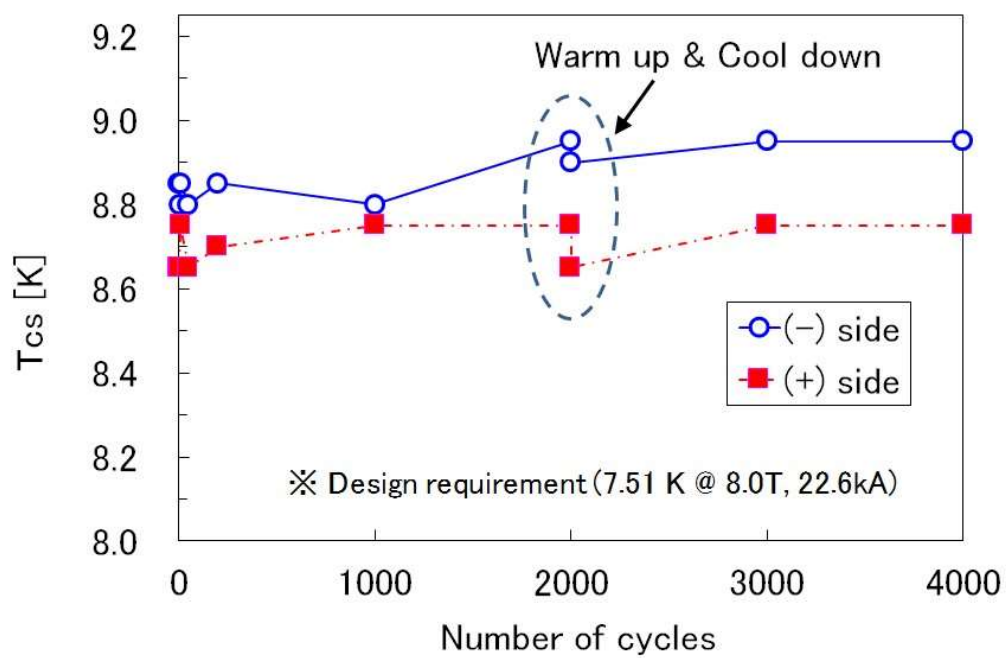 9.2
9.0
8.8
8.6
8.4
8.2
8.0
Tcs [K]
Warm up & Cool down
(−) side
(+) side
※ Design requirement (7.51 K @ 8.0T, 22.6kA)
0 1000 2000 3000 4000
Number of cycles